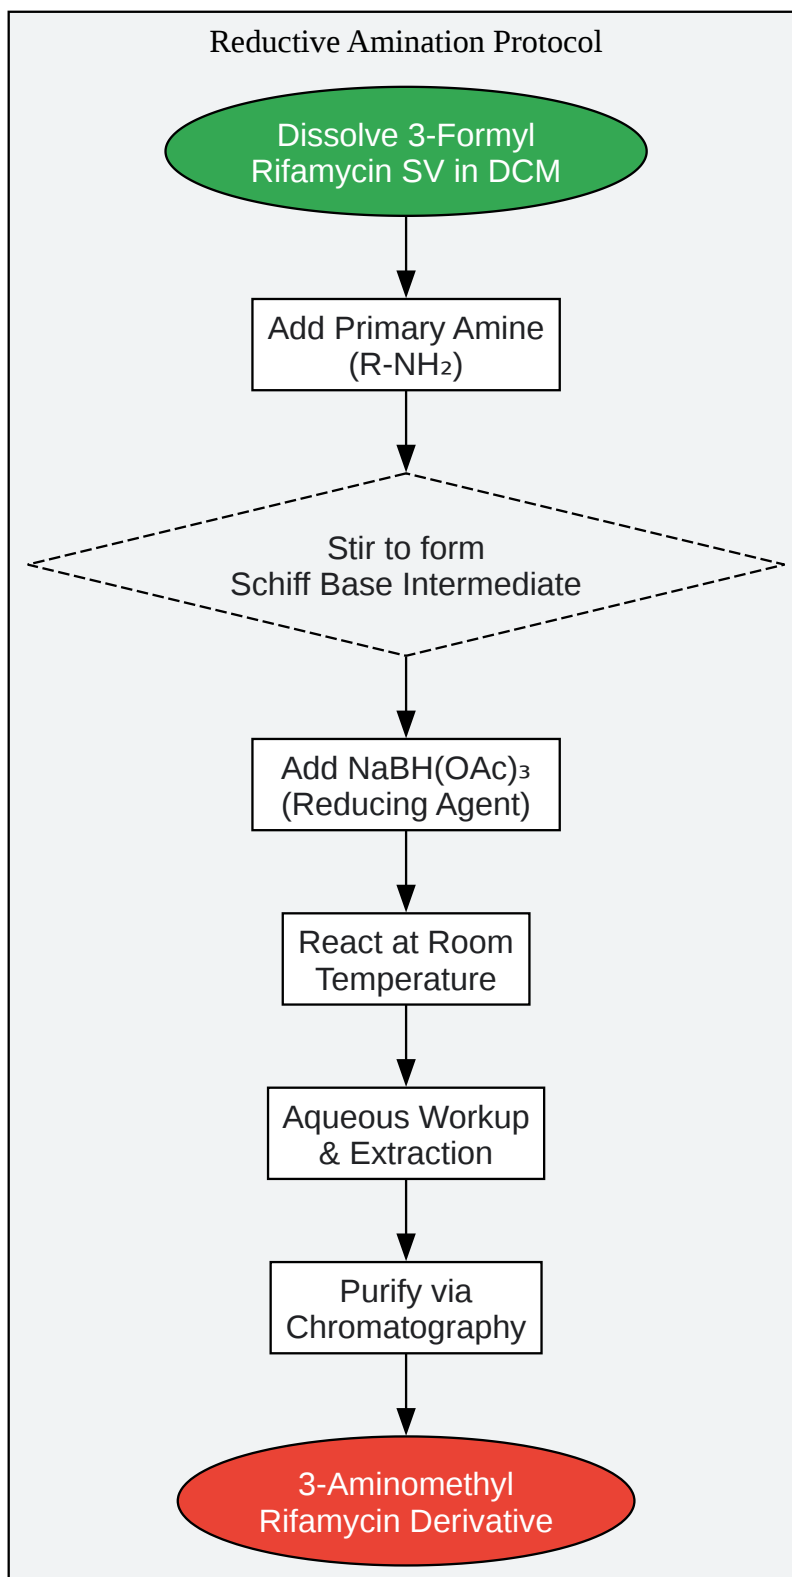 Reductive Amination Protocol
Dissolve 3-Formyl
Rifamycin SV in DCM
Add Primary Amine
(R-NH₂)
Stir to form
Schiff Base Intermediate
Add NaBH(OAc)₃
(Reducing Agent)
React at Room
Temperature
Aqueous Workup
& Extraction
Purify via
Chromatography
3-Aminomethyl
Rifamycin Derivative